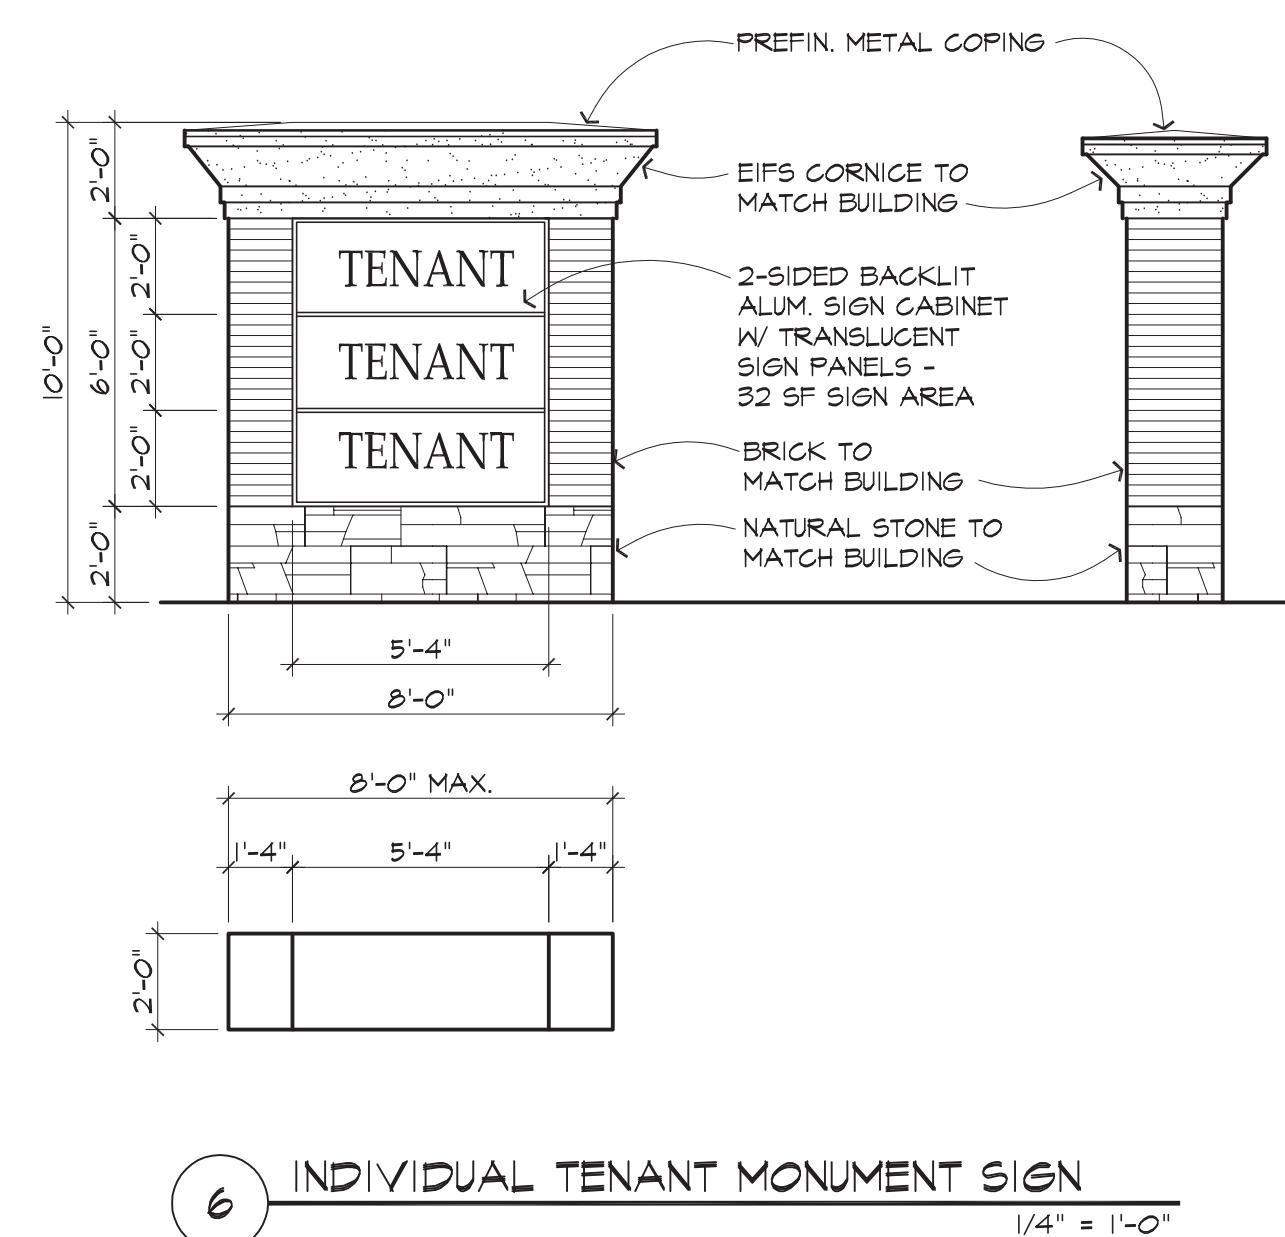 PREFIN. METAL COPING
EIFS CORNICE TO
MATCH BUILDING
2-SIDED BACKLIT
ALUM. SIGN CABINET
W/ TRANSLUCENT
SIGN PANELS -
32 SF SIGN AREA
BRICK TO
MATCH BUILDING
NATURAL STONE TO
MATCH BUILDING
10'-0"
2'-0"
6'-0"
2'-0"
2'-0"
2'-0"
2'-0"
TENANT
TENANT
TENANT
5'-4"
8'-0"
8'-0" MAX.
1'-4" 5'-4" 1'-4"
2'-0"
6 INDIVIDUAL TENANT MONUMENT SIGN
1/4" = 1'-0"